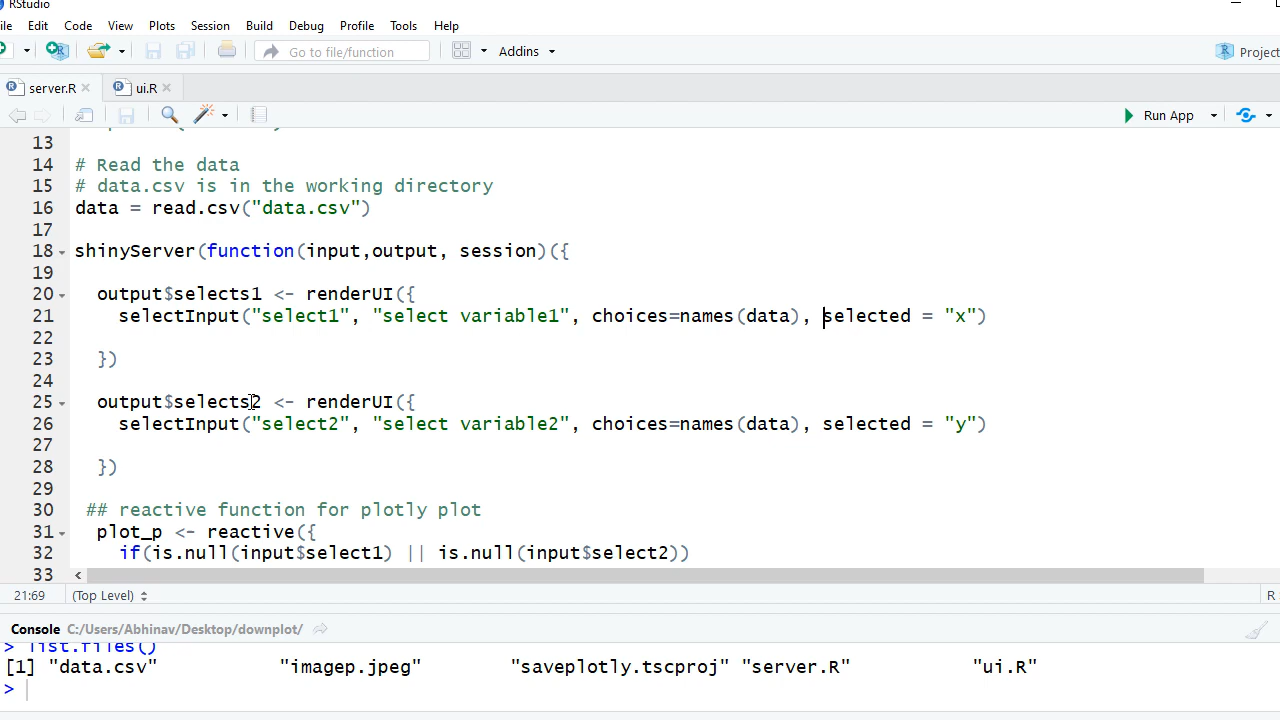 RStudio
ile Edit Code View Plots Session Build Debug Profile Tools Help
Go to file/function Addins Project
server.R ui.R
Run App
13
14 # Read the data
15 # data.csv is in the working directory
16 data = read.csv("data.csv")
17
18 shinyServer(function(input,output, session)({
19
20 output$selects1 <- renderUI({
21 selectInput("select1", "select variable1", choices=names(data), selected = "x")
22
23 })
24
25 output$selects2 <- renderUI({
26 selectInput("select2", "select variable2", choices=names(data), selected = "y")
27
28 })
29
30 ## reactive function for plotly plot
31 plot_p <- reactive({
32 if(is.null(input$select1) || is.null(input$select2))
33
21:69 (Top Level) R
Console C:/Users/Abhinav/Desktop/downplot/
> list.files()
[1] "data.csv" "imagep.jpeg" "saveplotly.tscproj" "server.R" "ui.R"
>